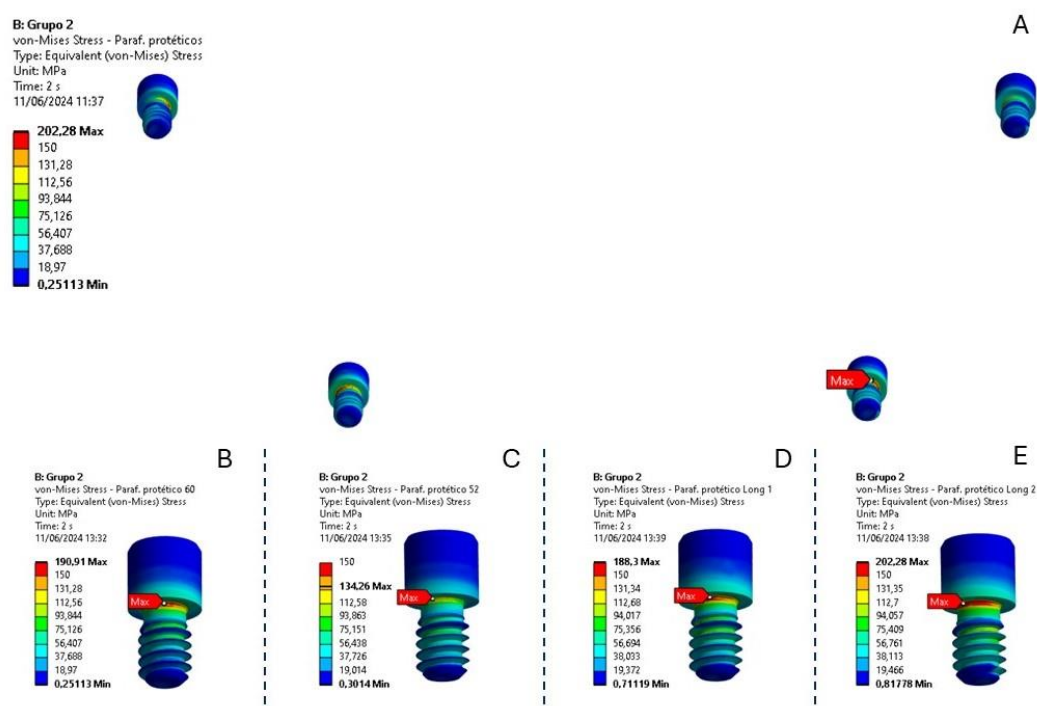 B: Grupo 2
von-Mises Stress - Paraf. protéticos
Type: Equivalent (von-Mises) Stress
Unit: MPa
Time: 2 s
11/06/2024 11:37
202,28 Max
150
131,28
112,56
93,844
75,126
56,407
37,688
18,97
0,25113 Min
A
Max
B
B: Grupo 2
von-Mises Stress - Paraf. protético 60
Type: Equivalent (von-Mises) Stress
Unit: MPa
Time: 2 s
11/06/2024 13:32
190,91 Max
150
131,28
112,56
93,844
75,126
56,407
37,688
18,97
0,25113 Min
Max
C
B: Grupo 2
von-Mises Stress - Paraf. protético 52
Type: Equivalent (von-Mises) Stress
Unit: MPa
Time: 2 s
11/06/2024 13:35
150
134,26 Max
112,58
93,863
75,151
56,438
37,726
19,014
0,3014 Min
Max
D
B: Grupo 2
von-Mises Stress - Paraf. protético Long 1
Type: Equivalent (von-Mises) Stress
Unit: MPa
Time: 2 s
11/06/2024 13:39
188,3 Max
150
131,34
112,68
94,017
75,356
56,694
38,033
19,372
0,71119 Min
Max
E
B: Grupo 2
von-Mises Stress - Paraf. protético Long 2
Type: Equivalent (von-Mises) Stress
Unit: MPa
Time: 2 s
11/06/2024 13:38
202,28 Max
150
131,35
112,7
94,057
75,409
56,761
38,113
19,466
0,81778 Min
Max